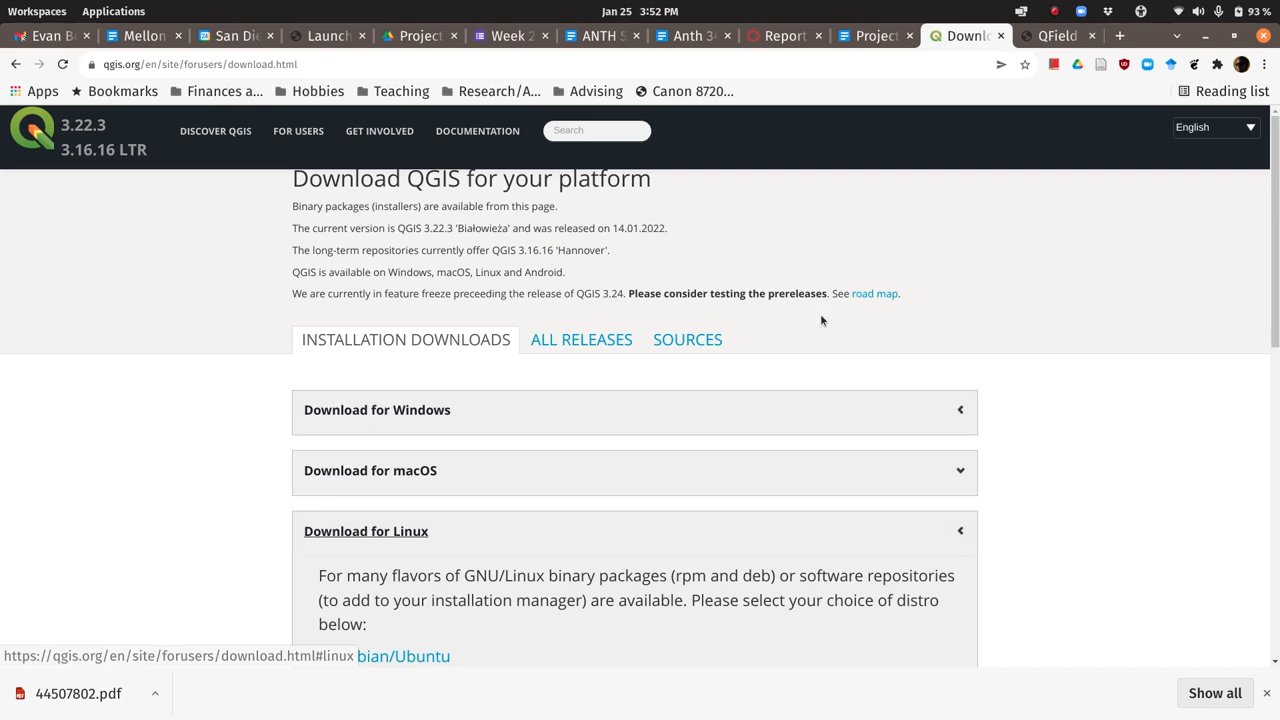 Workspaces Applications Jan 25 3:52 PM 93 %
Evan B Mellon San Die Launch Project Week 2 ANTH 5 Anth 34 Report Project Downl QField
qgis.org/en/site/forusers/download.html
Apps Bookmarks Finances a... Hobbies Teaching Research/A... Advising Canon 8720... Reading list
3.22.3
3.16.16 LTR
DISCOVER QGIS FOR USERS GET INVOLVED DOCUMENTATION Search English
Download QGIS for your platform
Binary packages (installers) are available from this page.
The current version is QGIS 3.22.3 'Białowieża' and was released on 14.01.2022.
The long-term repositories currently offer QGIS 3.16.16 'Hannover'.
QGIS is available on Windows, macOS, Linux and Android.
We are currently in feature freeze preceeding the release of QGIS 3.24. Please consider testing the prereleases. See road map.
INSTALLATION DOWNLOADS ALL RELEASES SOURCES
Download for Windows
Download for macOS
Download for Linux
For many flavors of GNU/Linux binary packages (rpm and deb) or software repositories
(to add to your installation manager) are available. Please select your choice of distro
below:
https://qgis.org/en/site/forusers/download.html#linux bian/Ubuntu
44507802.pdf Show all